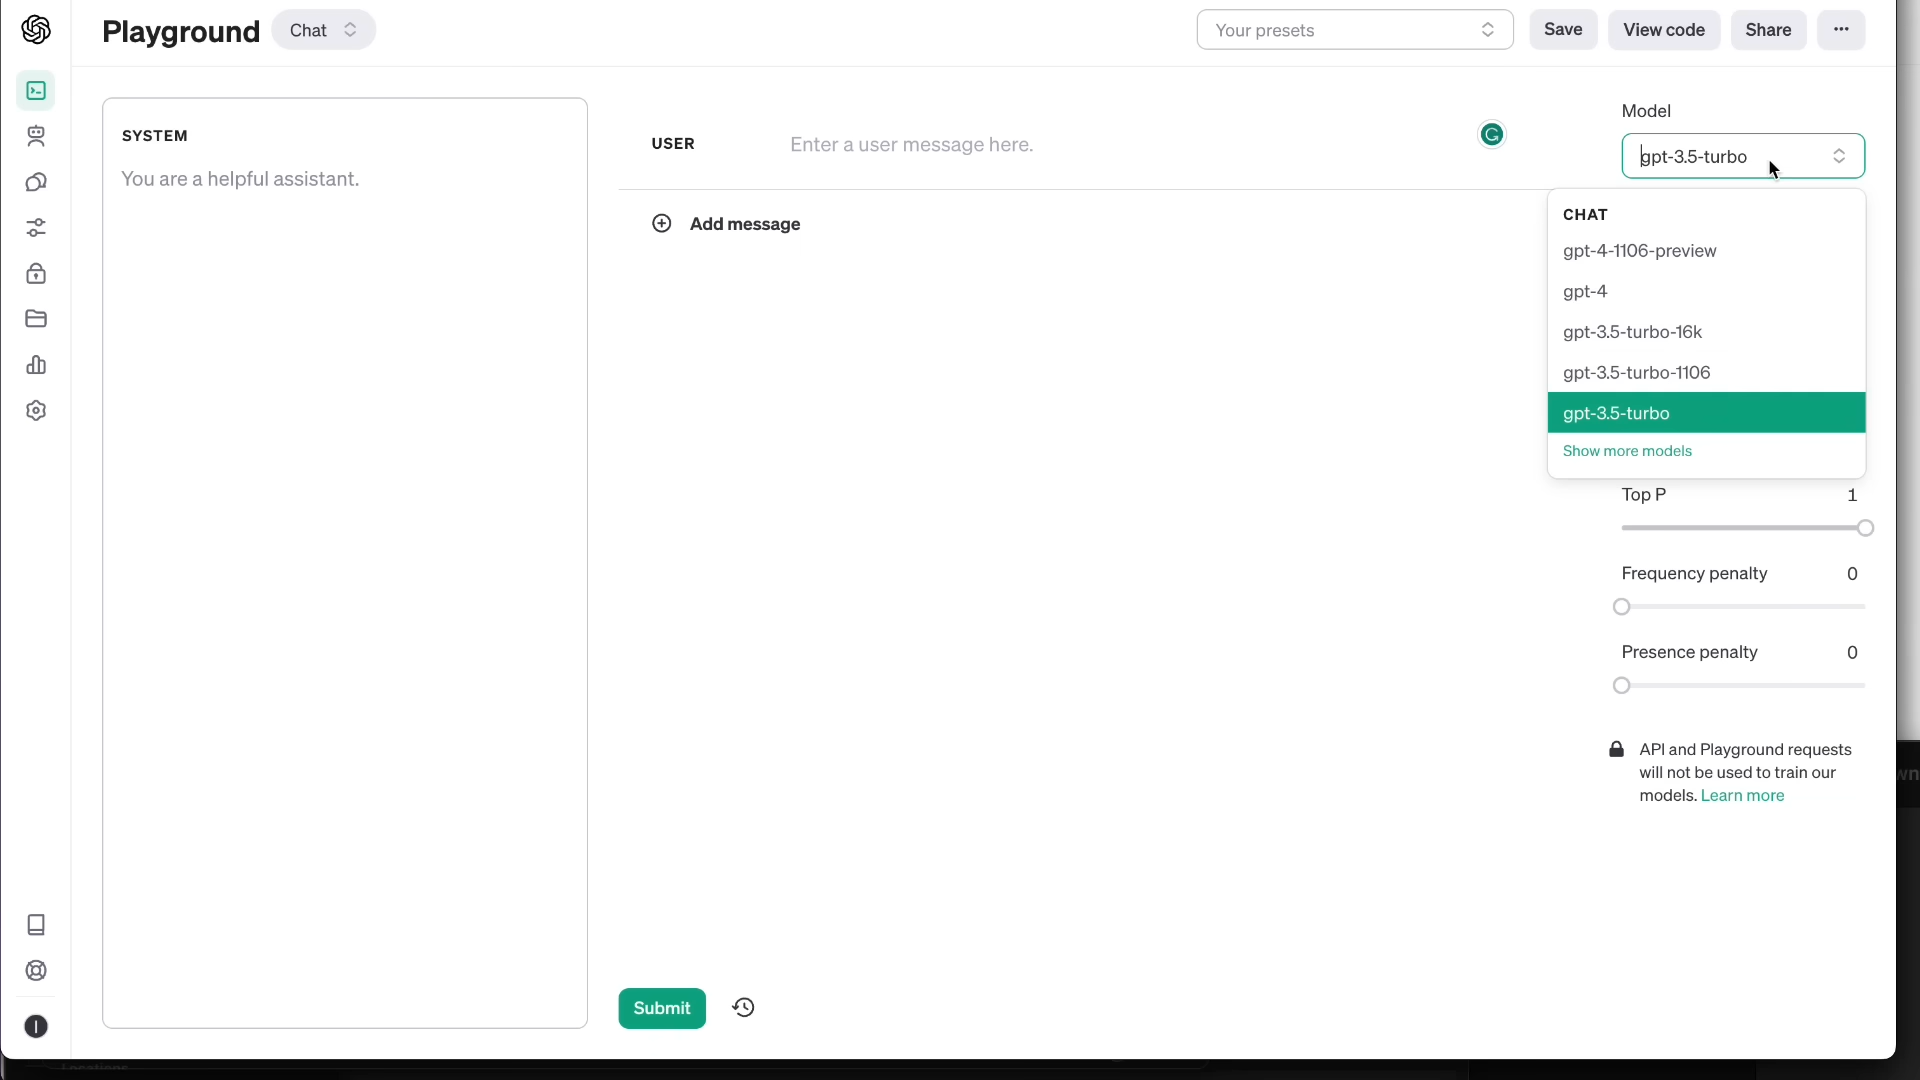 Playground
Chat
Your presets
Save
View code
Share
SYSTEM
You are a helpful assistant.
USER
Enter a user message here.
Add message
Submit
Model
gpt-3.5-turbo
CHAT
gpt-4-1106-preview
gpt-4
gpt-3.5-turbo-16k
gpt-3.5-turbo-1106
gpt-3.5-turbo
Show more models
Top P 1
Frequency penalty 0
Presence penalty 0
API and Playground requests
will not be used to train our
models. Learn more